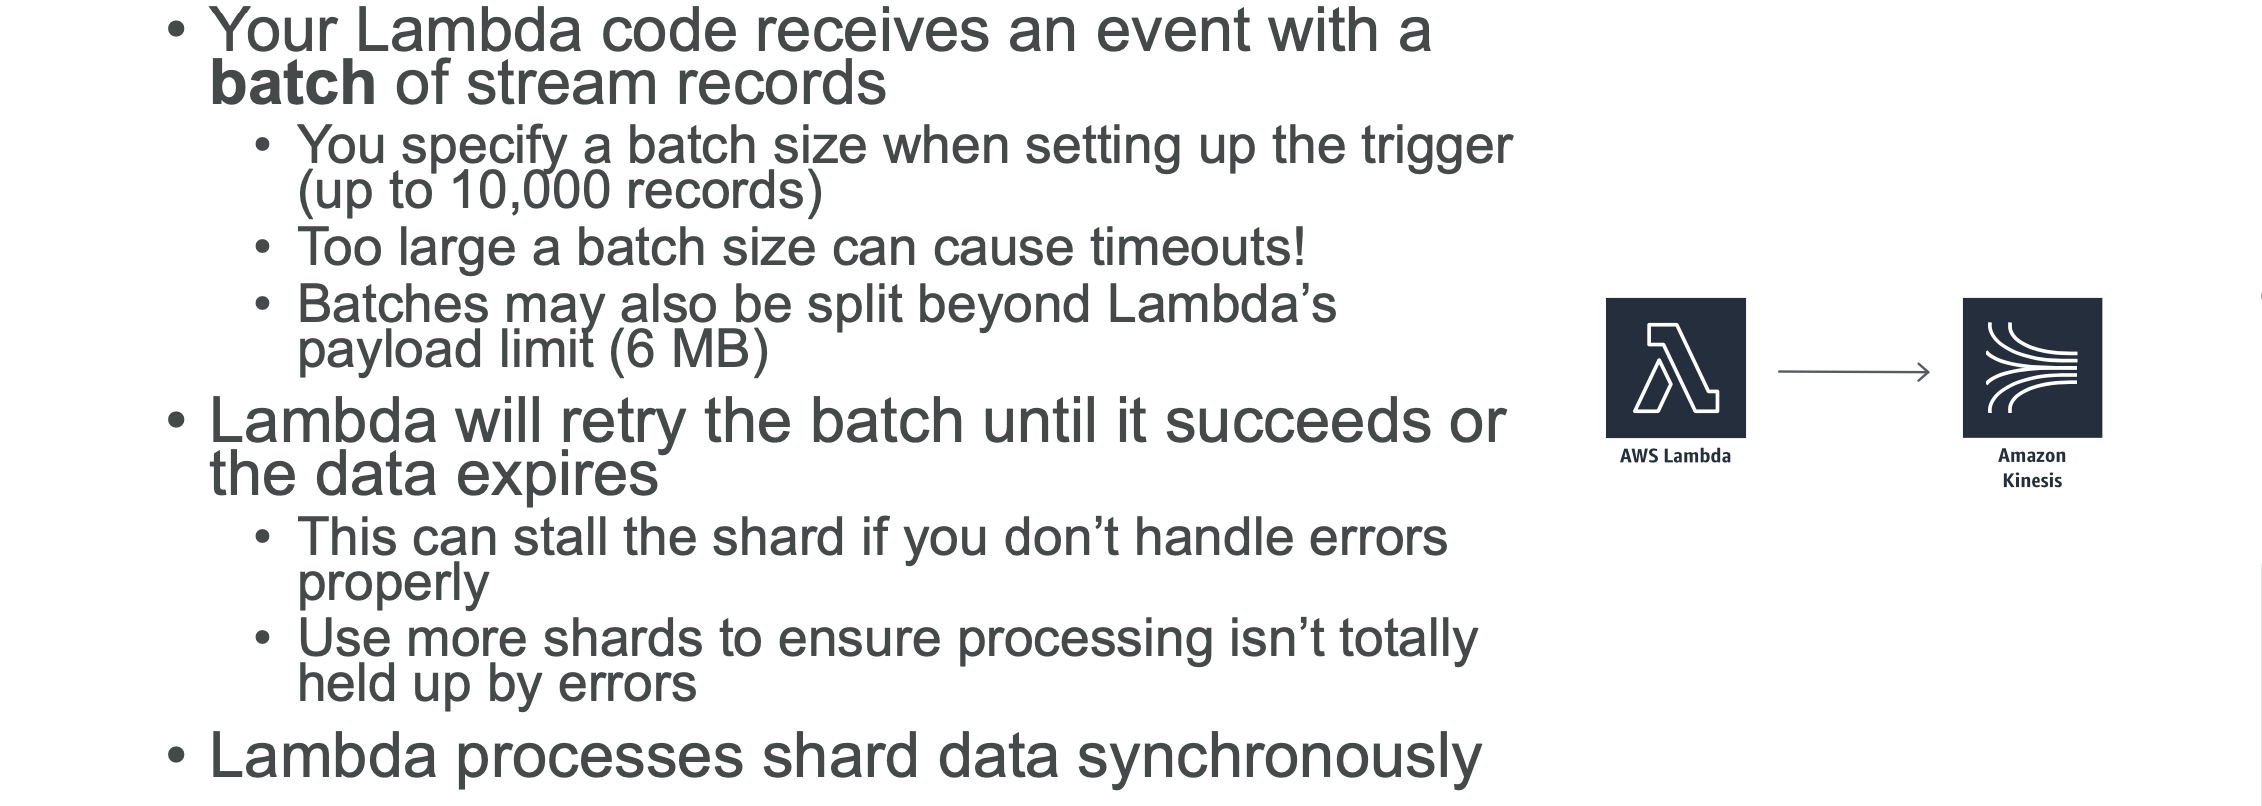 • Your Lambda code receives an event with a
batch of stream records
• You specify a batch size when setting up the trigger
(up to 10,000 records)
• Too large a batch size can cause timeouts!
• Batches may also be split beyond Lambda’s
payload limit (6 MB)
• Lambda will retry the batch until it succeeds or
the data expires
• This can stall the shard if you don’t handle errors
properly
• Use more shards to ensure processing isn’t totally
held up by errors
• Lambda processes shard data synchronously
AWS Lambda
Amazon
Kinesis